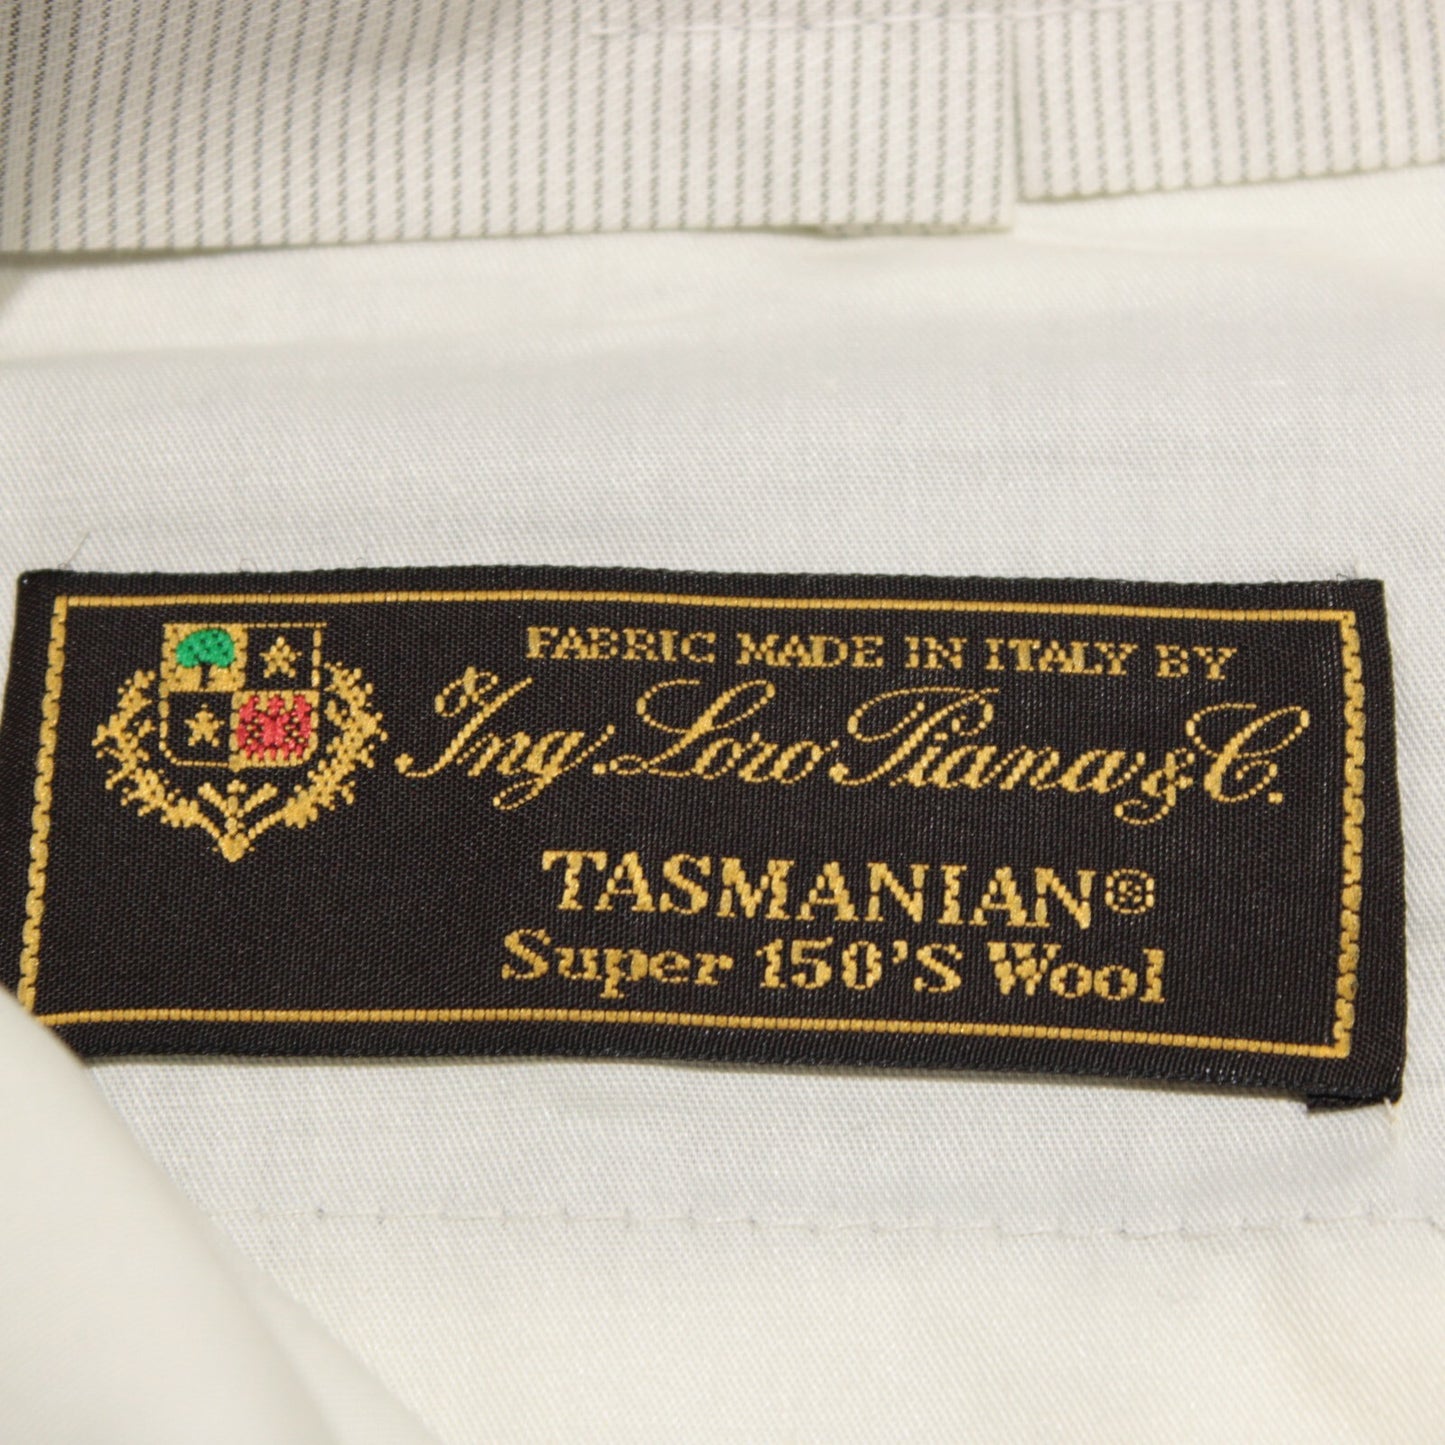 FABRIC MADE IN ITALY BY
Ing. Loro Piana & C.
TASMANIAN®
Super 150'S Wool